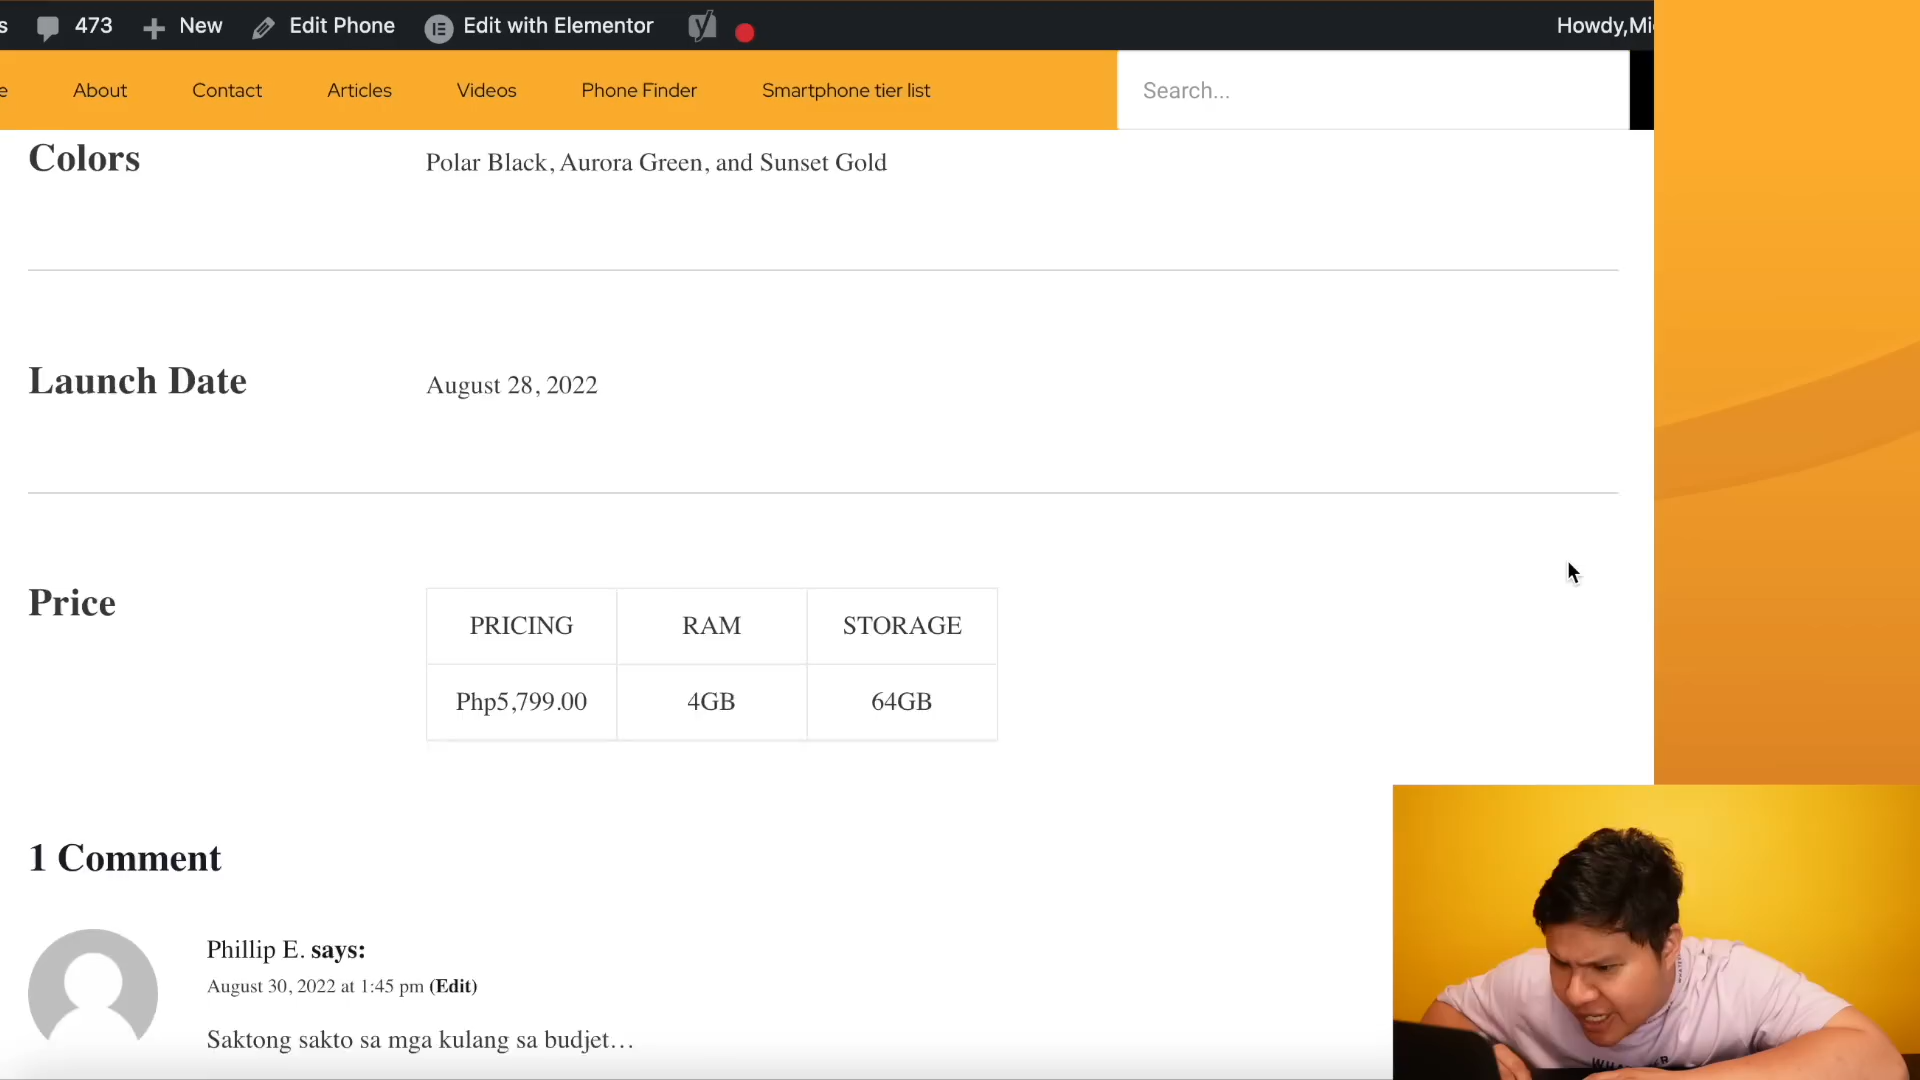 s 473 New Edit Phone Edit with Elementor Howdy, Mi
e About Contact Articles Videos Phone Finder Smartphone tier list Search...
Colors Polar Black, Aurora Green, and Sunset Gold
Launch Date August 28, 2022
Price
PRICING RAM STORAGE
Php5,799.00 4GB 64GB
1 Comment
Phillip E. says:
August 30, 2022 at 1:45 pm (Edit)
Saktong sakto sa mga kulang sa budjet…